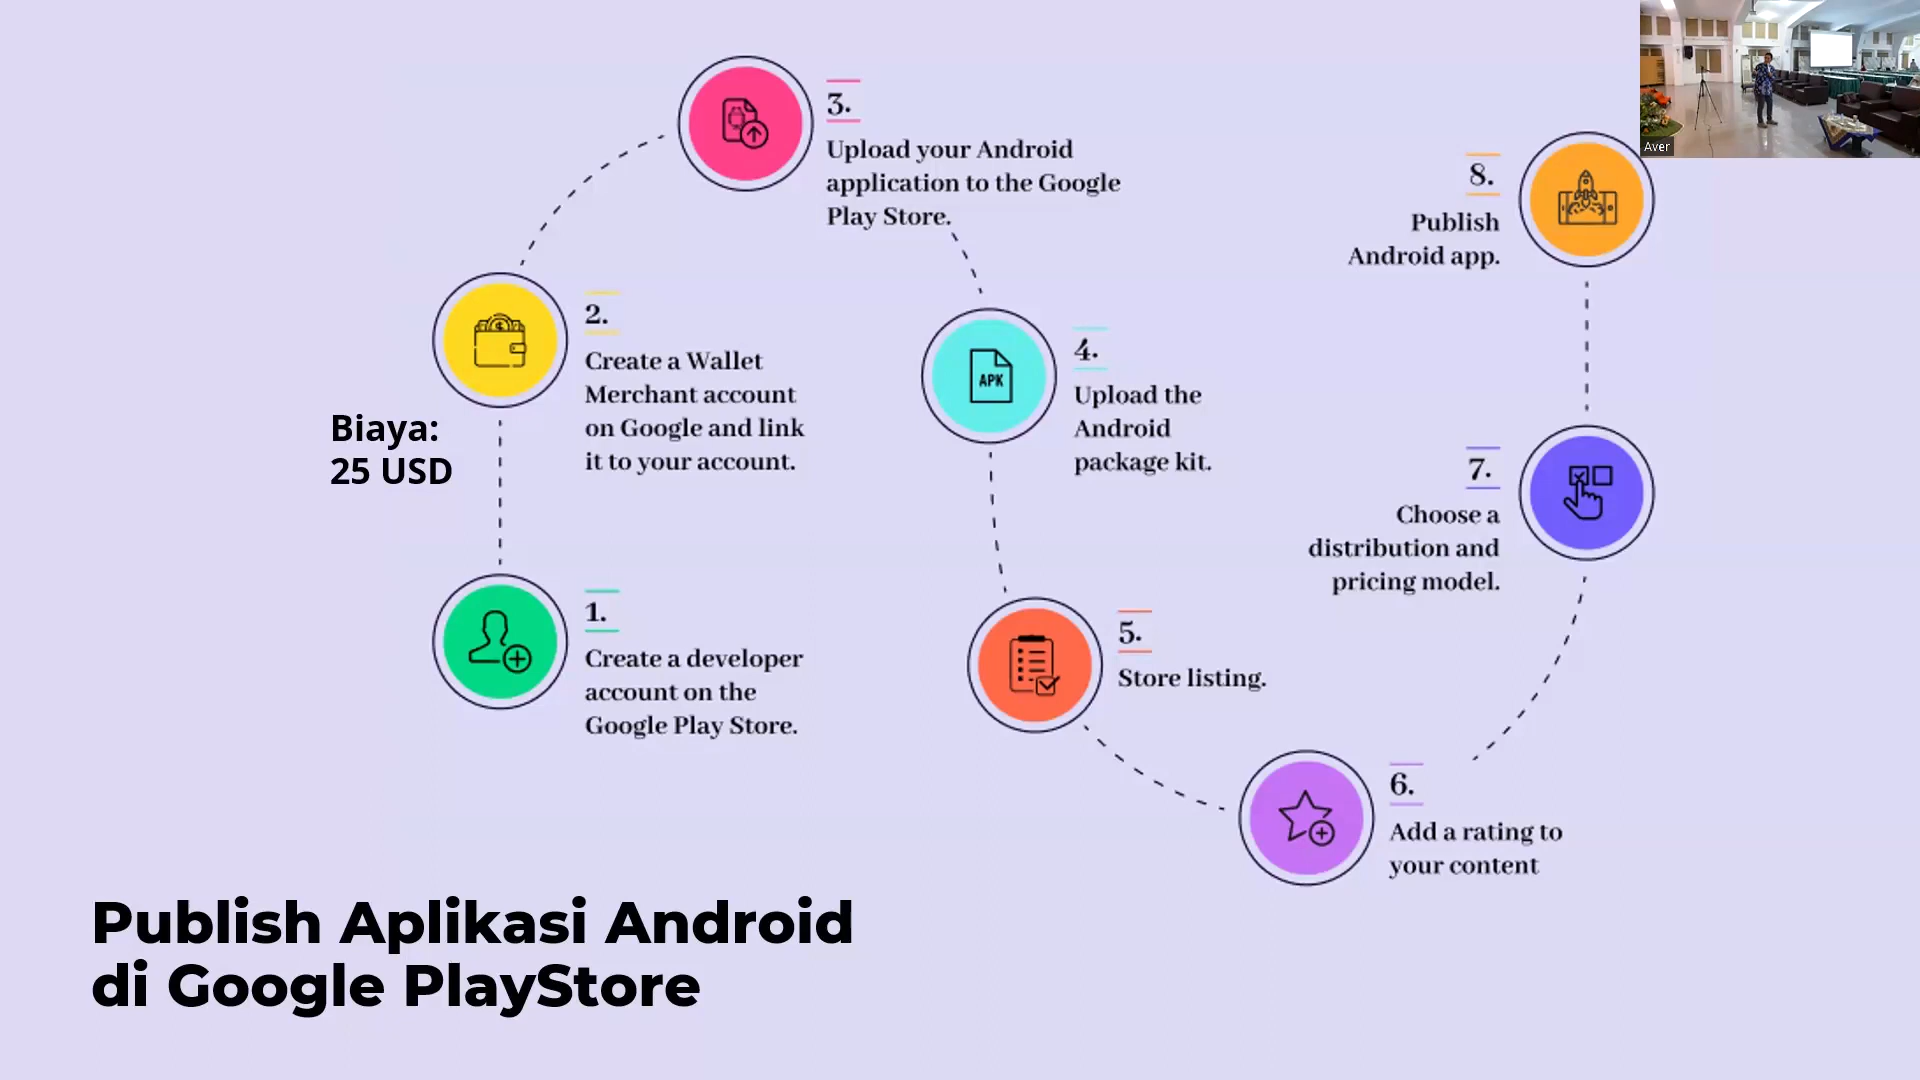 1.
Create a developer
account on the
Google Play Store.
Biaya:
25 USD
2.
Create a Wallet
Merchant account
on Google and link
it to your account.
3.
Upload your Android
application to the Google
Play Store.
4.
APK
Upload the
Android
package kit.
5.
Store listing.
6.
Add a rating to
your content
7.
Choose a
distribution and
pricing model.
8.
Publish
Android app.
Publish Aplikasi Android
di Google PlayStore
Aver